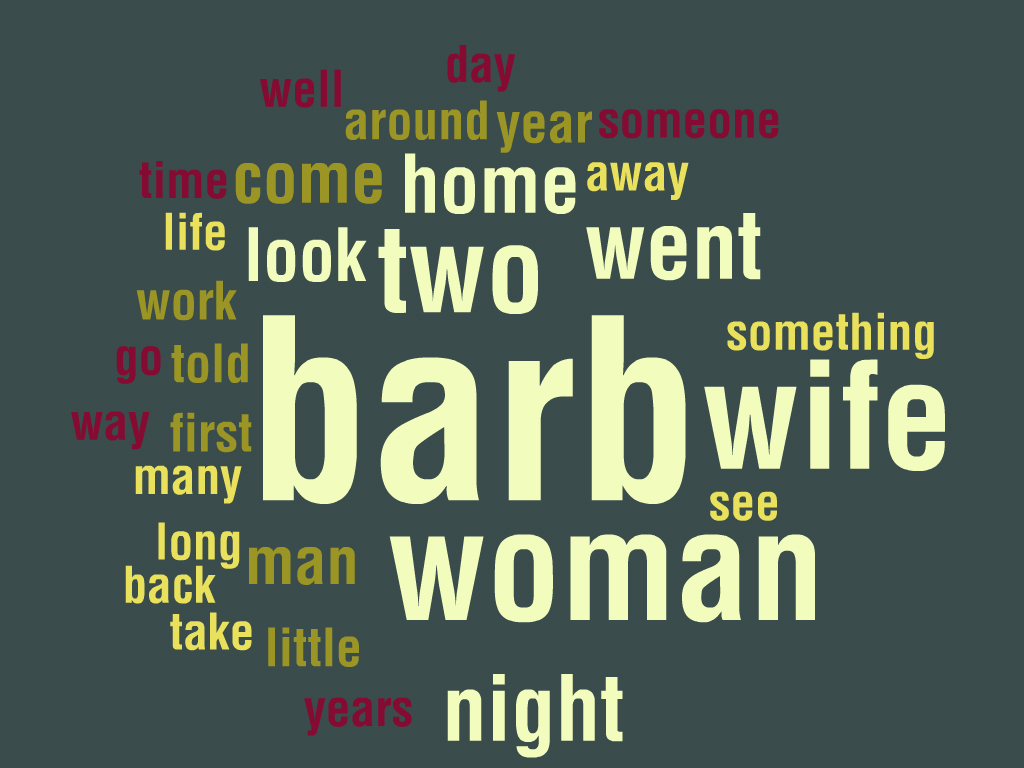 day
well
around year someone
time come home away
life look two went
work
something
go told barb wife
way first
many
see
long man woman
back
take little
years night